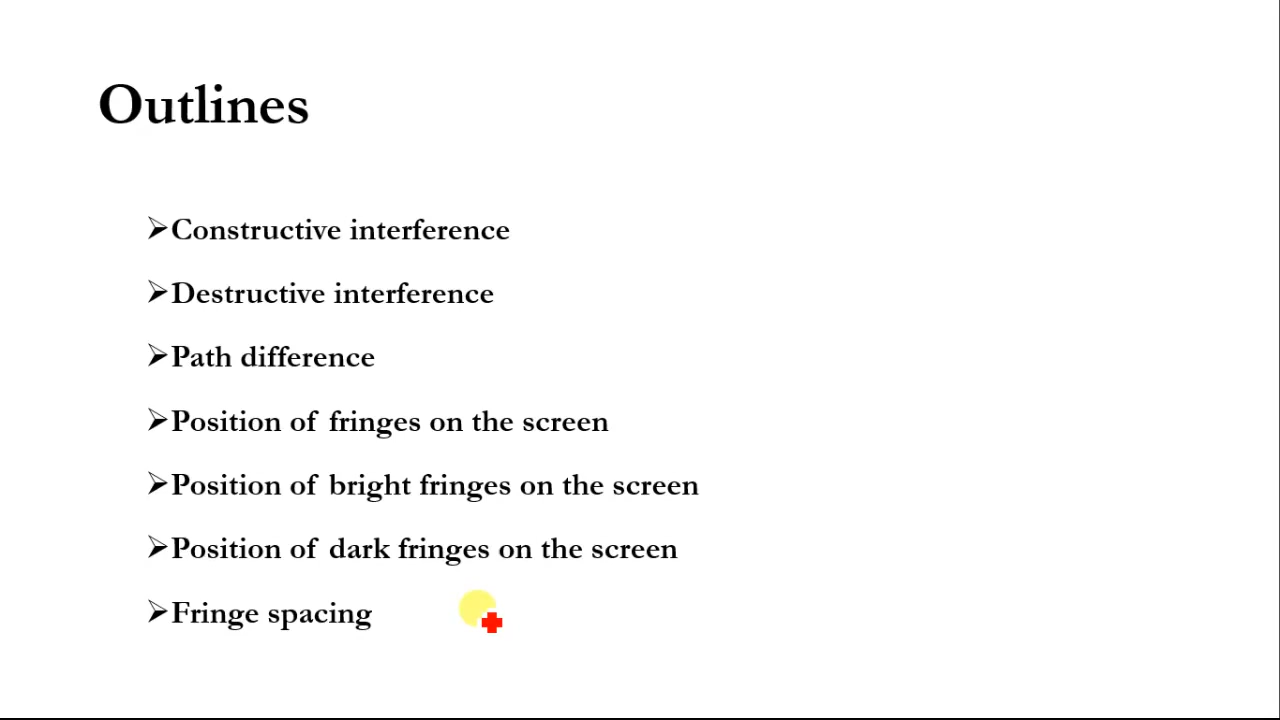 Outlines
➢Constructive interference
➢Destructive interference
➢Path difference
➢Position of fringes on the screen
➢Position of bright fringes on the screen
➢Position of dark fringes on the screen
➢Fringe spacing